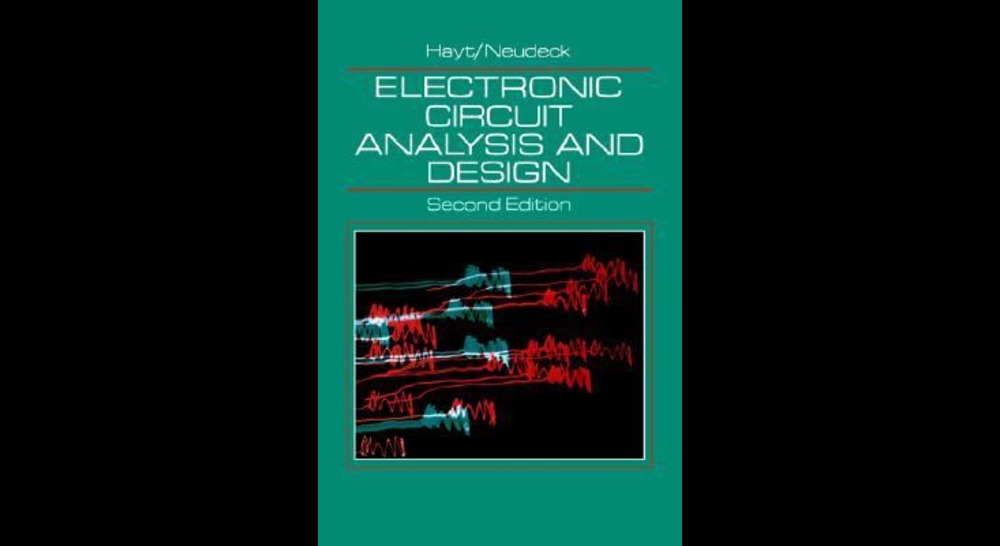 Hayt/Neudeck
ELECTRONIC
CIRCUIT
ANALYSIS AND
DESIGN
Second Edition